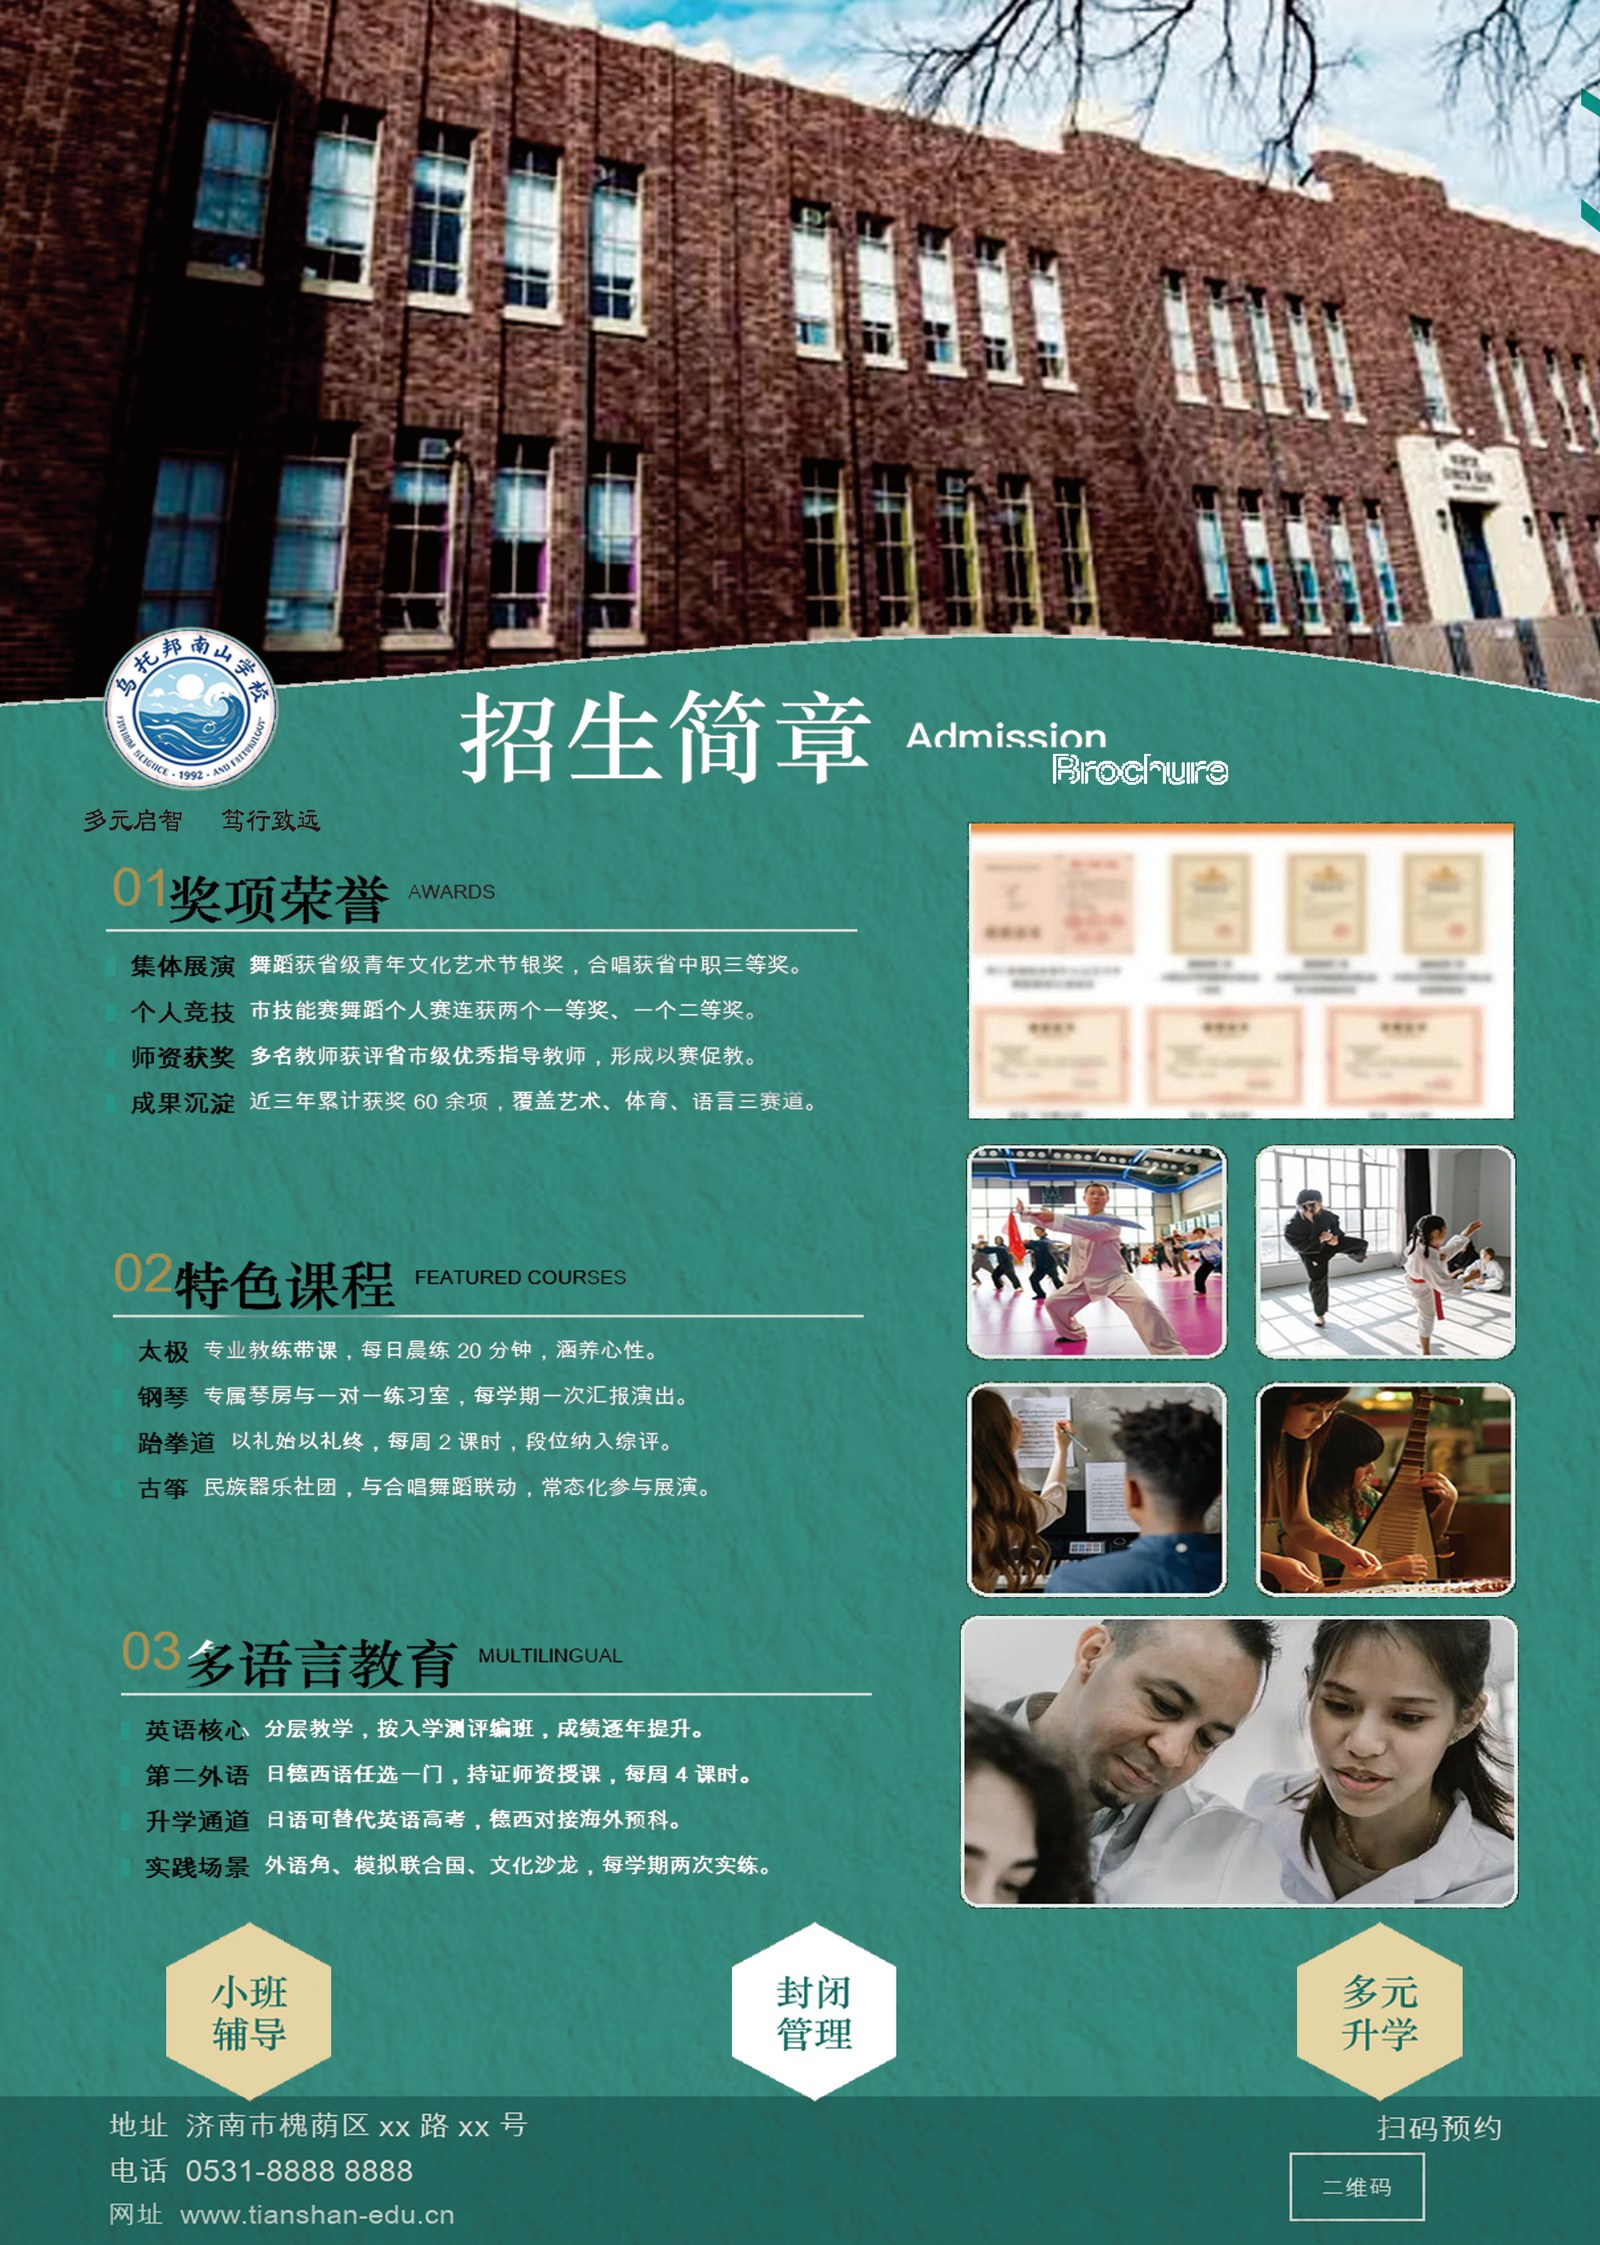 乌托邦南山学校
· 1992 ·
招生简章 Admission
Brochure
多元启智 笃行致远
01奖项荣誉 AWARDS
集体展演 舞蹈获省级青年文化艺术节银奖，合唱获省中职三等奖。
个人竞技 市技能赛舞蹈个人赛连获两个一等奖、一个二等奖。
师资获奖 多名教师获评省市级优秀指导教师，形成以赛促教。
成果沉淀 近三年累计获奖 60 余项，覆盖艺术、体育、语言三赛道。
02特色课程 FEATURED COURSES
太极 专业教练带课，每日晨练 20 分钟，涵养心性。
钢琴 专属琴房与一对一练习室，每学期一次汇报演出。
跆拳道 以礼始以礼终，每周 2 课时，段位纳入综评。
古筝 民族器乐社团，与合唱舞蹈联动，常态化参与展演。
03多语言教育 MULTILINGUAL
英语核心 分层教学，按入学测评编班，成绩逐年提升。
第二外语 日德西语任选一门，持证师资授课，每周 4 课时。
升学通道 日语可替代英语高考，德西对接海外预科。
实践场景 外语角、模拟联合国、文化沙龙，每学期两次实练。
小班
辅导
封闭
管理
多元
升学
地址 济南市槐荫区 xx 路 xx 号
电话 0531-8888 8888
网址 www.tianshan-edu.cn
扫码预约
二维码